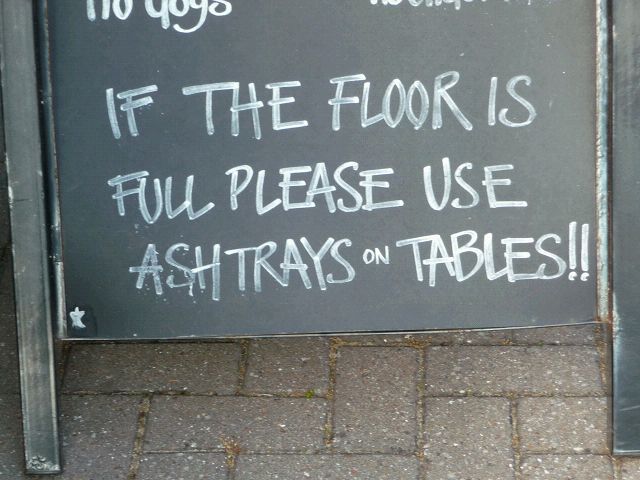 no dogs
IF THE FLOOR IS
FULL PLEASE USE
ASHTRAYS ON TABLES!!